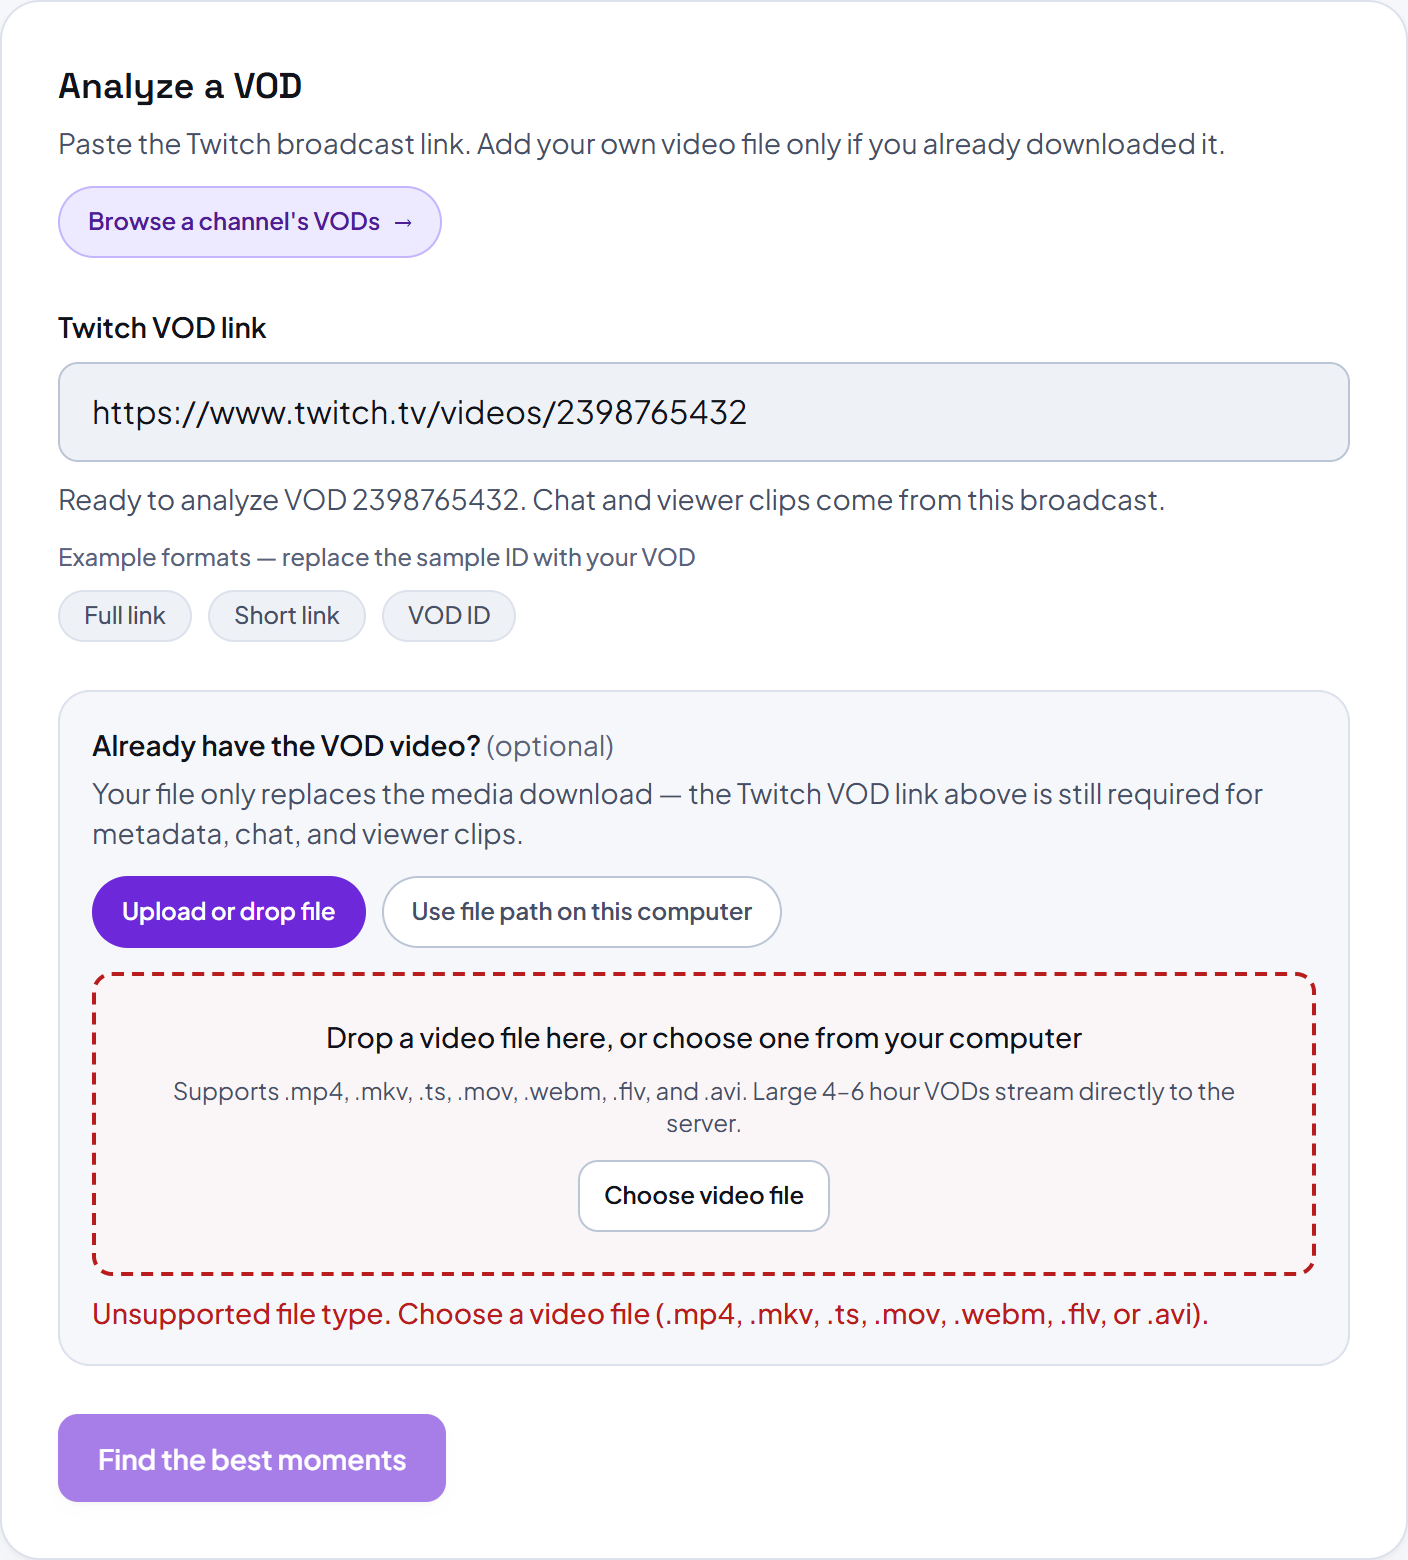 Analyze a VOD
Paste the Twitch broadcast link. Add your own video file only if you already downloaded it.
Browse a channel's VODs →
Twitch VOD link
https://www.twitch.tv/videos/2398765432
Ready to analyze VOD 2398765432. Chat and viewer clips come from this broadcast.
Example formats — replace the sample ID with your VOD
Full link Short link VOD ID
Already have the VOD video? (optional)
Your file only replaces the media download — the Twitch VOD link above is still required for
metadata, chat, and viewer clips.
Upload or drop file Use file path on this computer
Drop a video file here, or choose one from your computer
Supports .mp4, .mkv, .ts, .mov, .webm, .flv, and .avi. Large 4–6 hour VODs stream directly to the
server.
Choose video file
Unsupported file type. Choose a video file (.mp4, .mkv, .ts, .mov, .webm, .flv, or .avi).
Find the best moments